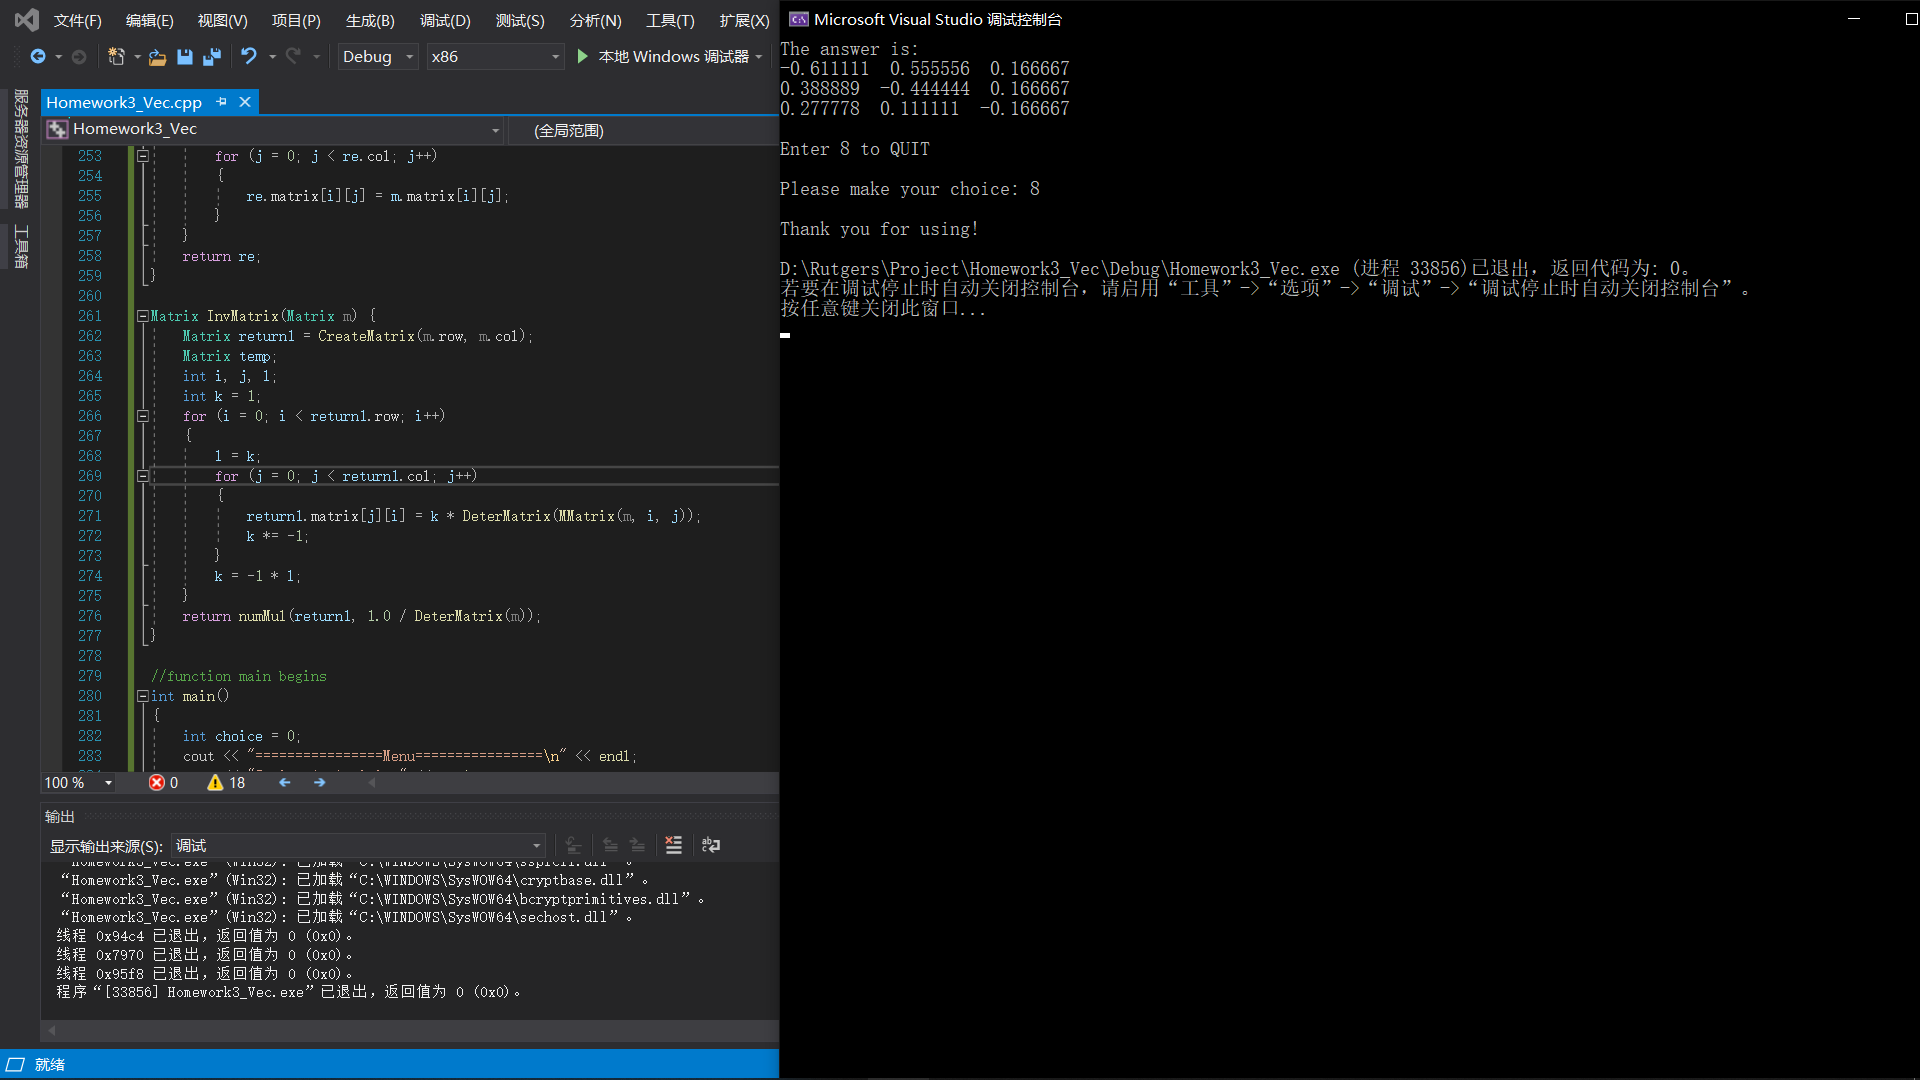 文件(F) 编辑(E) 视图(V) 项目(P) 生成(B) 调试(D) 测试(S) 分析(N) 工具(T) 扩展(X)
Debug x86 本地 Windows 调试器
服务器资源管理器
工具箱
Homework3_Vec.cpp
Homework3_Vec (全局范围)
253 for (j = 0; j < re.col; j++)
254 {
255 re.matrix[i][j] = m.matrix[i][j];
256 }
257 }
258 return re;
259 }
260
261 Matrix InvMatrix(Matrix m) {
262 Matrix return1 = CreateMatrix(m.row, m.col);
263 Matrix temp;
264 int i, j, l;
265 int k = 1;
266 for (i = 0; i < return1.row; i++)
267 {
268 l = k;
269 for (j = 0; j < return1.col; j++)
270 {
271 return1.matrix[j][i] = k * DeterMatrix(MMatrix(m, i, j));
272 k *= -1;
273 }
274 k = -1 * l;
275 }
276 return numMul(return1, 1.0 / DeterMatrix(m));
277 }
278
279 //function main begins
280 int main()
281 {
282 int choice = 0;
283 cout << "================Menu================\n" << endl;
100 % 0 18
输出
显示输出来源(S): 调试
“Homework3_Vec.exe”(Win32): 已加载“C:\WINDOWS\SysWOW64\sspicli.dll”。
“Homework3_Vec.exe”(Win32): 已加载“C:\WINDOWS\SysWOW64\cryptbase.dll”。
“Homework3_Vec.exe”(Win32): 已加载“C:\WINDOWS\SysWOW64\bcryptprimitives.dll”。
“Homework3_Vec.exe”(Win32): 已加载“C:\WINDOWS\SysWOW64\sechost.dll”。
线程 0x94c4 已退出，返回值为 0 (0x0)。
线程 0x7970 已退出，返回值为 0 (0x0)。
线程 0x95f8 已退出，返回值为 0 (0x0)。
程序“[33856] Homework3_Vec.exe”已退出，返回值为 0 (0x0)。
就绪
Microsoft Visual Studio 调试控制台
The answer is:
-0.611111 0.555556 0.166667
0.388889 -0.444444 0.166667
0.277778 0.111111 -0.166667
Enter 8 to QUIT
Please make your choice: 8
Thank you for using!
D:\Rutgers\Project\Homework3_Vec\Debug\Homework3_Vec.exe (进程 33856)已退出，返回代码为: 0。
若要在调试停止时自动关闭控制台，请启用“工具”->“选项”->“调试”->“调试停止时自动关闭控制台”。
按任意键关闭此窗口...